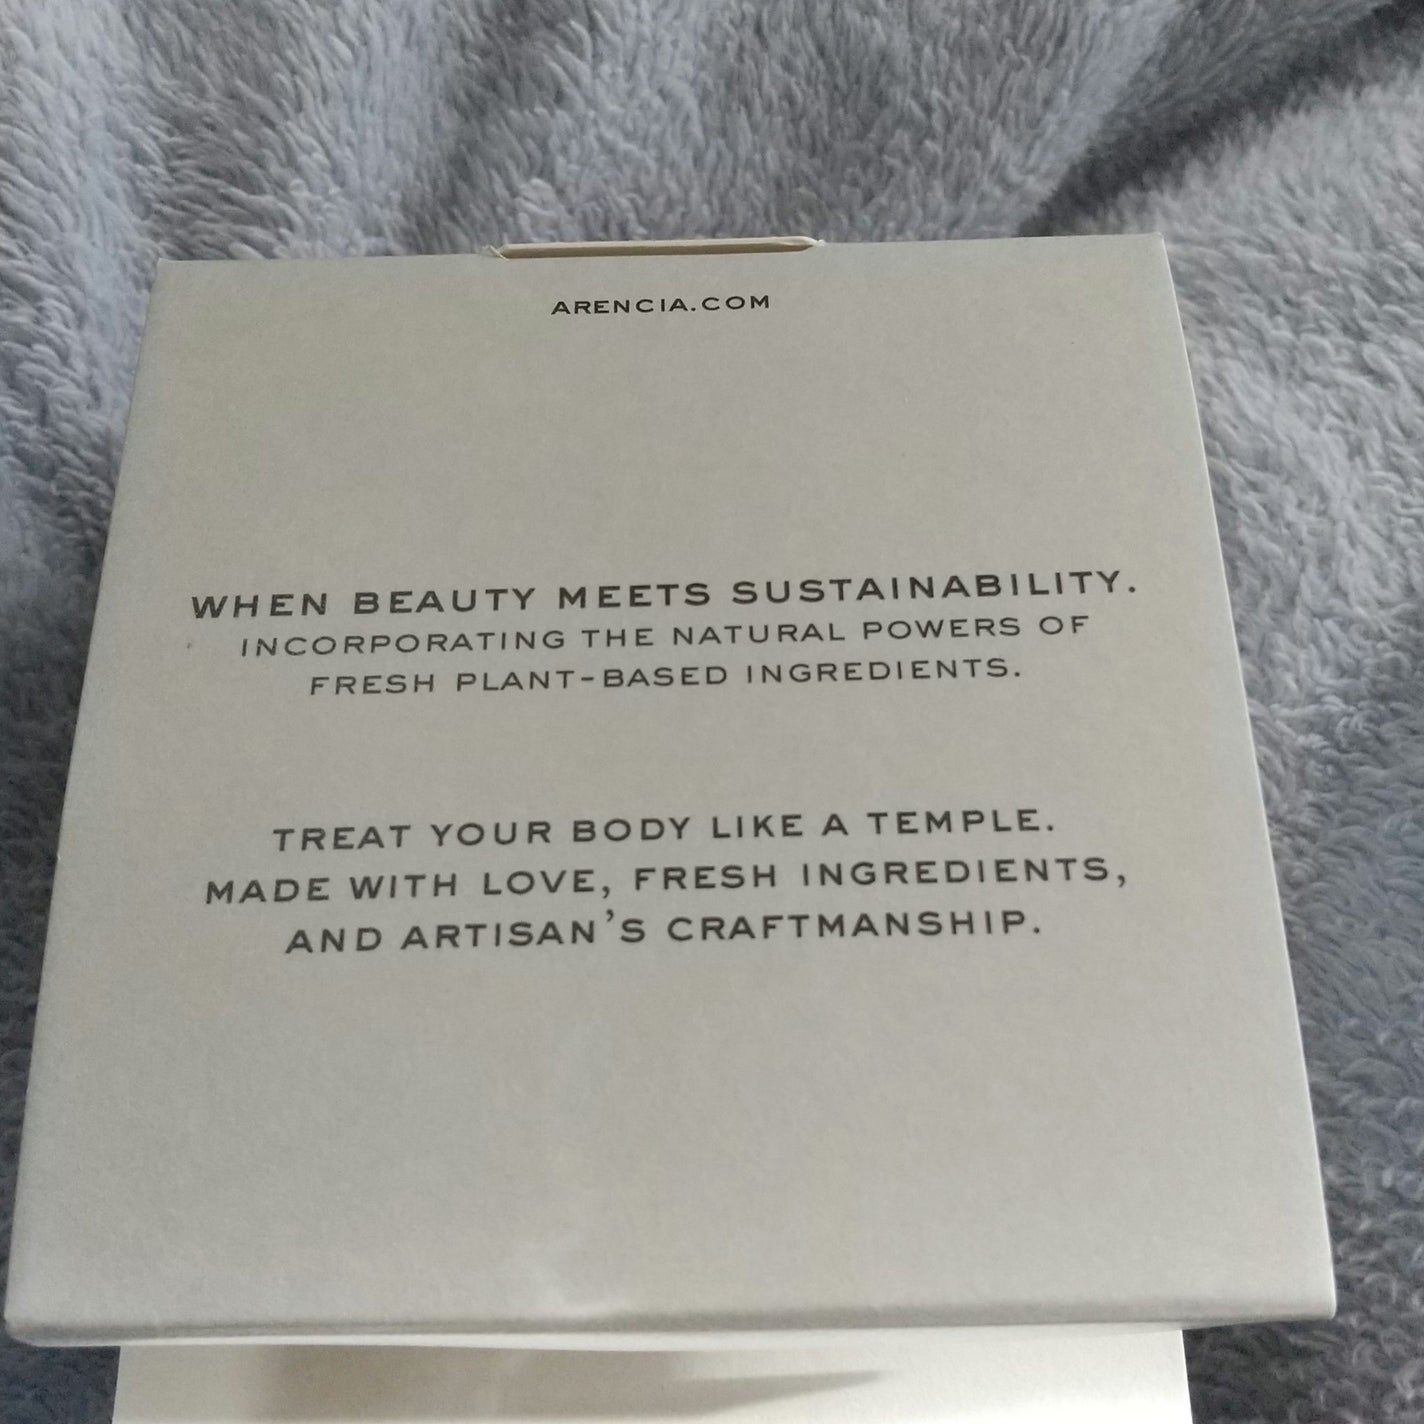 ARENCIA.COM
WHEN BEAUTY MEETS SUSTAINABILITY.
INCORPORATING THE NATURAL POWERS OF
FRESH PLANT-BASED INGREDIENTS.
TREAT YOUR BODY LIKE A TEMPLE.
MADE WITH LOVE, FRESH INGREDIENTS,
AND ARTISAN'S CRAFTMANSHIP.